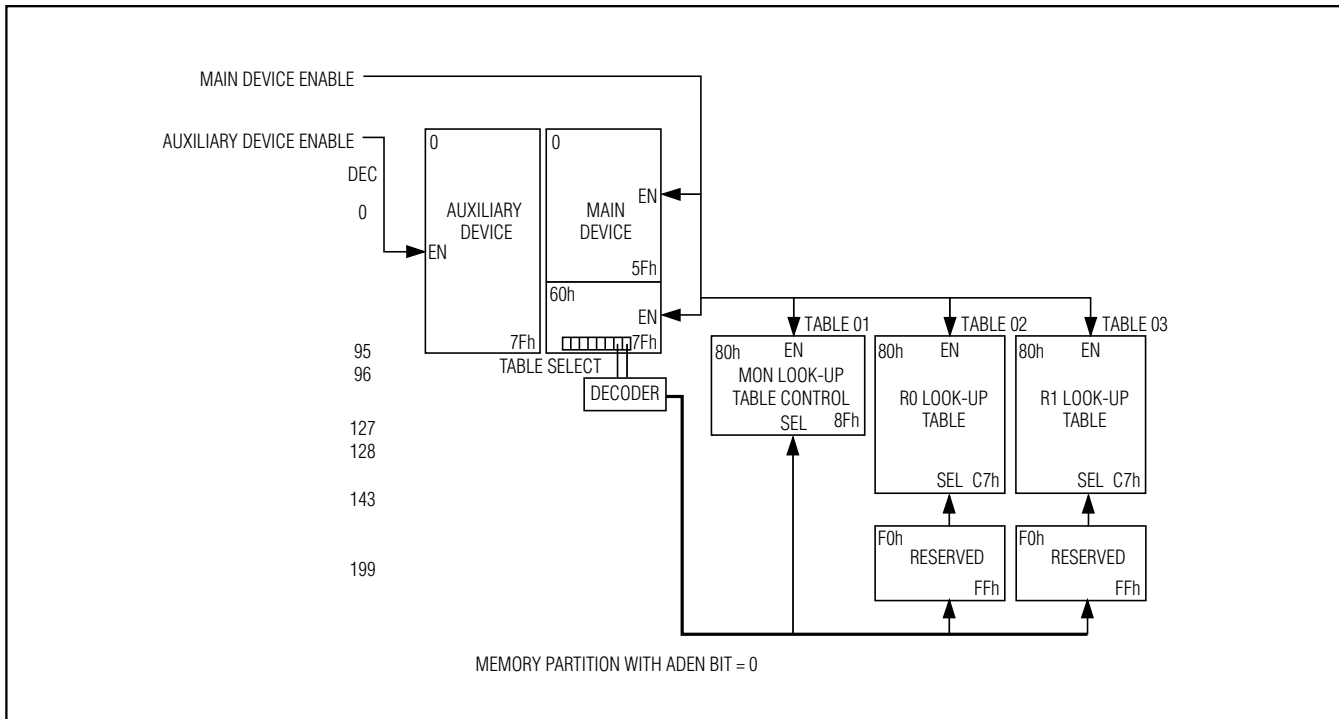 MAIN DEVICE ENABLE
AUXILIARY DEVICE ENABLE
DEC
0
95
96
127
128
143
199
0
AUXILIARY
DEVICE
EN
7Fh
0
EN
MAIN
DEVICE
5Fh
60h
EN
7Fh
TABLE SELECT
DECODER
TABLE 01
80h
EN
MON LOOK-UP
TABLE CONTROL
8Fh
SEL
TABLE 02
80h
EN
R0 LOOK-UP
TABLE
SEL C7h
F0h
RESERVED
FFh
TABLE 03
80h
EN
R1 LOOK-UP
TABLE
SEL C7h
F0h
RESERVED
FFh
MEMORY PARTITION WITH ADEN BIT = 0